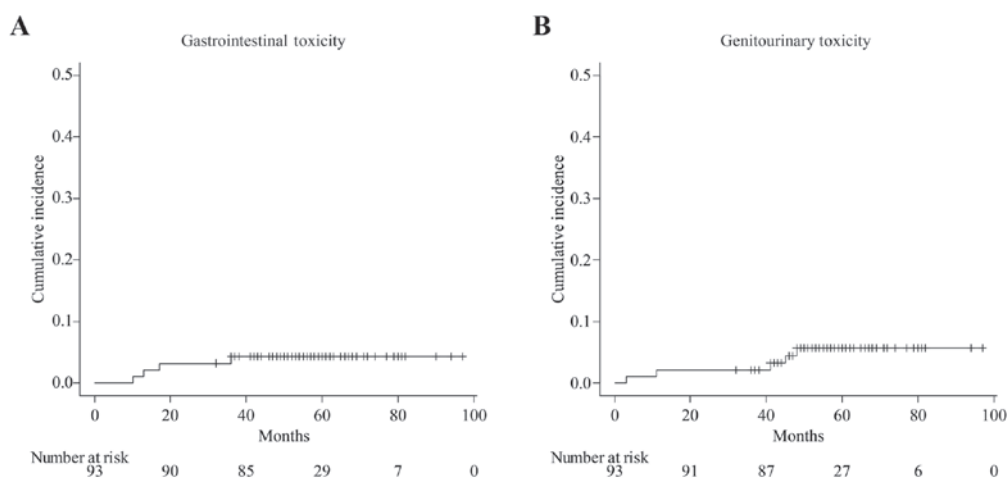 A
Gastrointestinal toxicity
0.5
0.4
0.3
0.2
0.1
0.0
Cumulative incidence
0 20 40 60 80 100
Months
Number at risk
93 90 85 29 7 0
B
Genitourinary toxicity
0.5
0.4
0.3
0.2
0.1
0.0
Cumulative incidence
0 20 40 60 80 100
Months
Number at risk
93 91 87 27 6 0